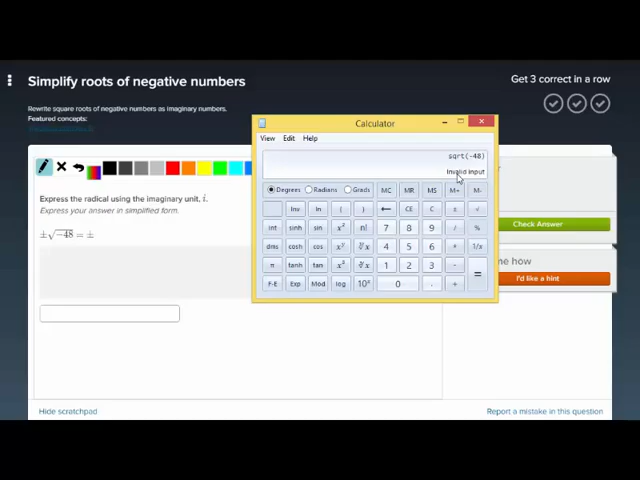 Simplify roots of negative numbers
Get 3 correct in a row
Rewrite square roots of negative numbers as imaginary numbers.
Featured concepts:
Calculator
View Edit Help
sqrt(-48)
Invalid input
Degrees Radians Grads
MC MR MS M+ M-
Inv ln ( ) ← CE C ± √
int sinh sin x² n! 7 8 9 / %
dms cosh cos xʸ ʸ√x 4 5 6 * 1/x
π tanh tan x³ ³√x 1 2 3 - =
F-E Exp Mod log 10ˣ 0 . +
Express the radical using the imaginary unit, i.
Express your answer in simplified form.
±√-48 = ±
Check Answer
me how
I'd like a hint
Hide scratchpad
Report a mistake in this question